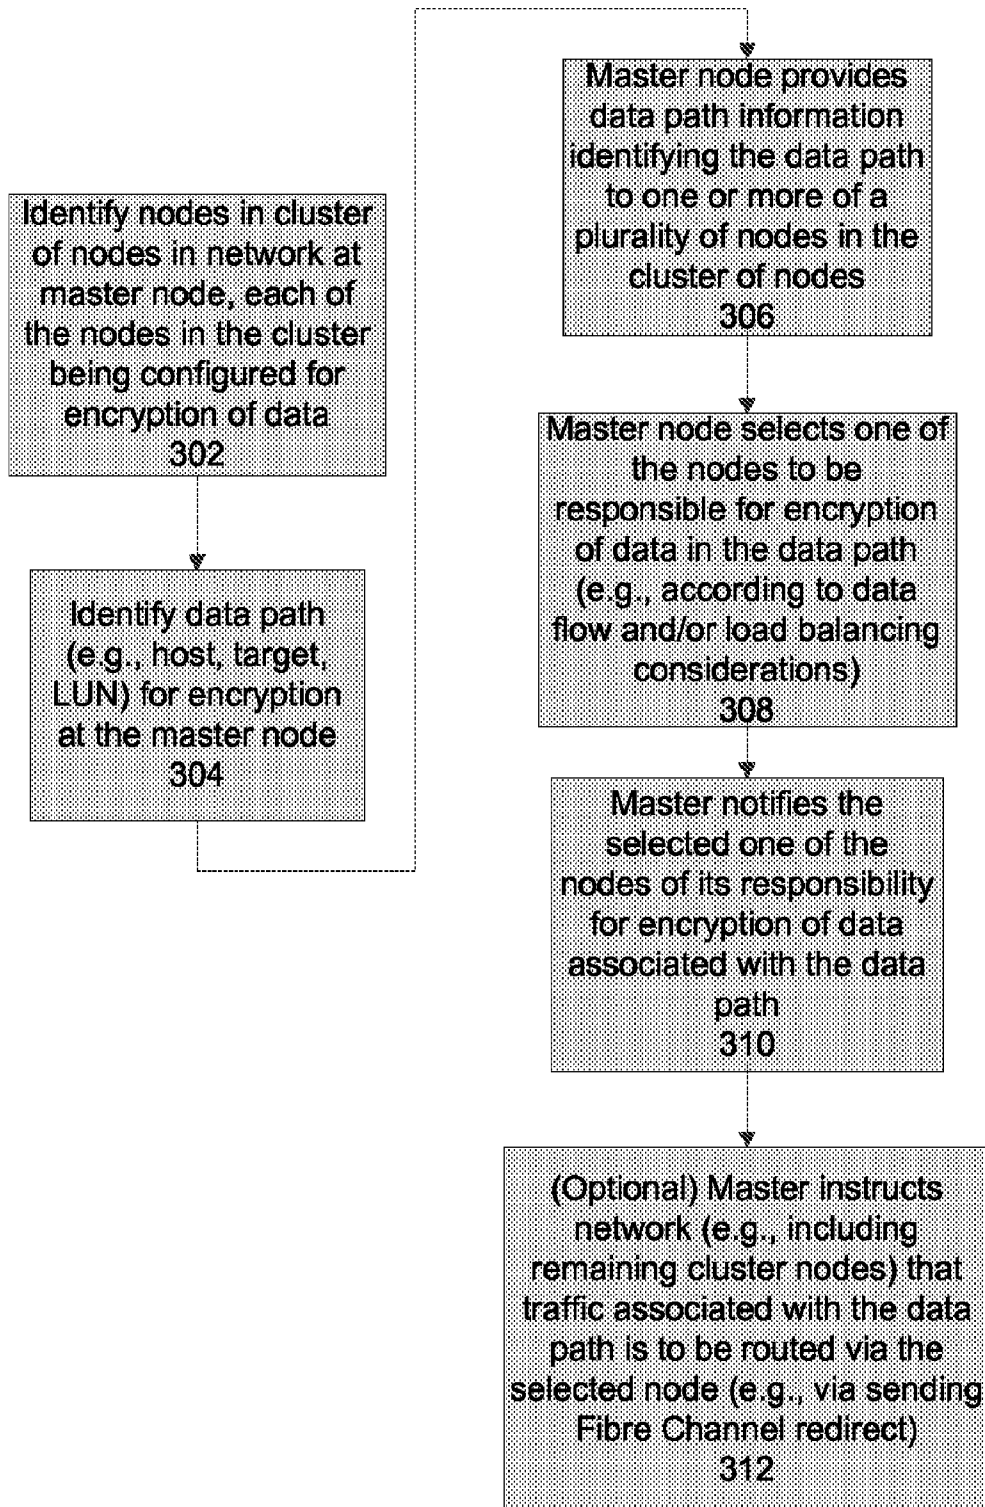 Identify nodes in cluster
of nodes in network at
master node, each of
the nodes in the cluster
being configured for
encryption of data
302
Identify data path
(e.g., host, target,
LUN) for encryption
at the master node
304
Master node provides
data path information
identifying the data path
to one or more of a
plurality of nodes in the
cluster of nodes
306
Master node selects one of
the nodes to be
responsible for encryption
of data in the data path
(e.g., according to data
flow and/or load balancing
considerations)
308
Master notifies the
selected one of the
nodes of its responsibility
for encryption of data
associated with the data
path
310
(Optional) Master instructs
network (e.g., including
remaining cluster nodes) that
traffic associated with the data
path is to be routed via the
selected node (e.g., via sending
Fibre Channel redirect)
312